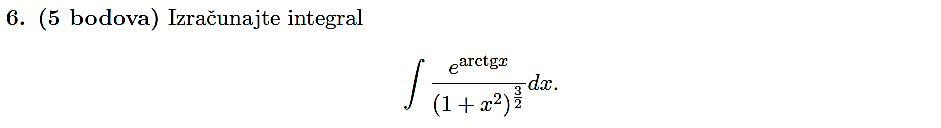 6. (5 bodova) Izračunajte integral
∫ e^{arctgx} / (1 + x^2)^{3/2} dx.